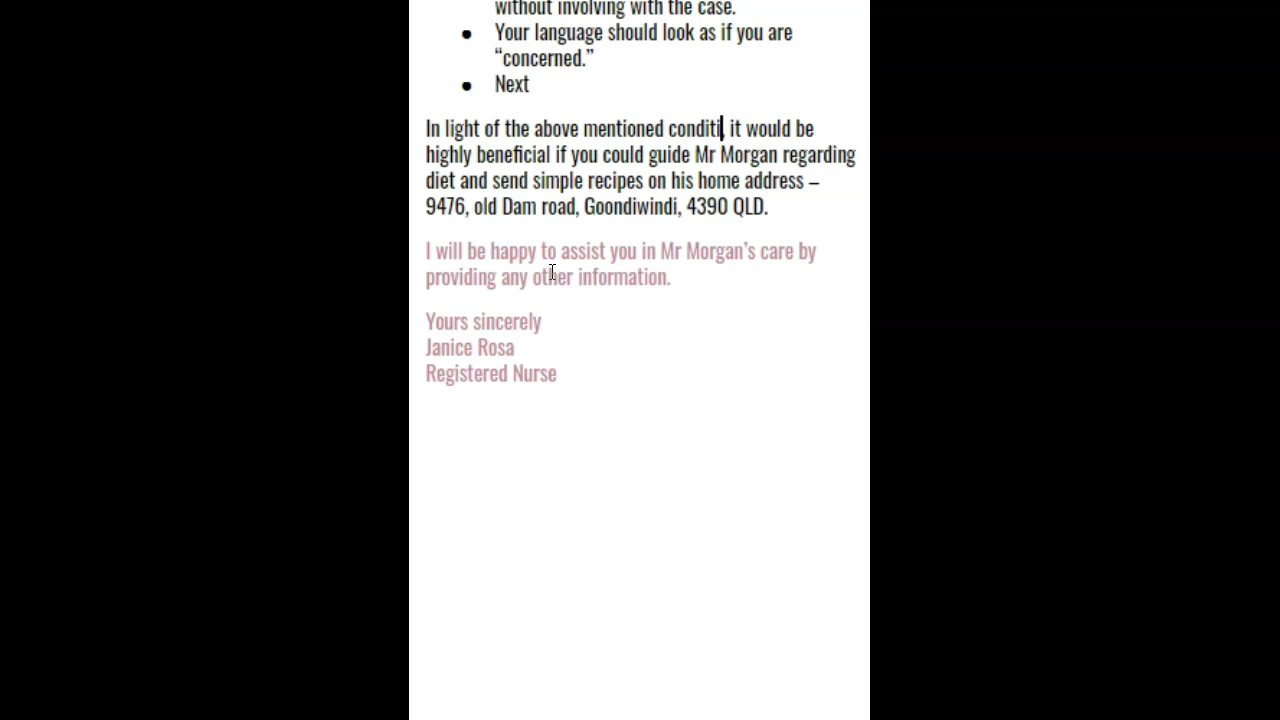 without involving with the case.
● Your language should look as if you are
“concerned.”
● Next
In light of the above mentioned conditi, it would be
highly beneficial if you could guide Mr Morgan regarding
diet and send simple recipes on his home address –
9476, old Dam road, Goondiwindi, 4390 QLD.
I will be happy to assist you in Mr Morgan’s care by
providing any other information.
Yours sincerely
Janice Rosa
Registered Nurse